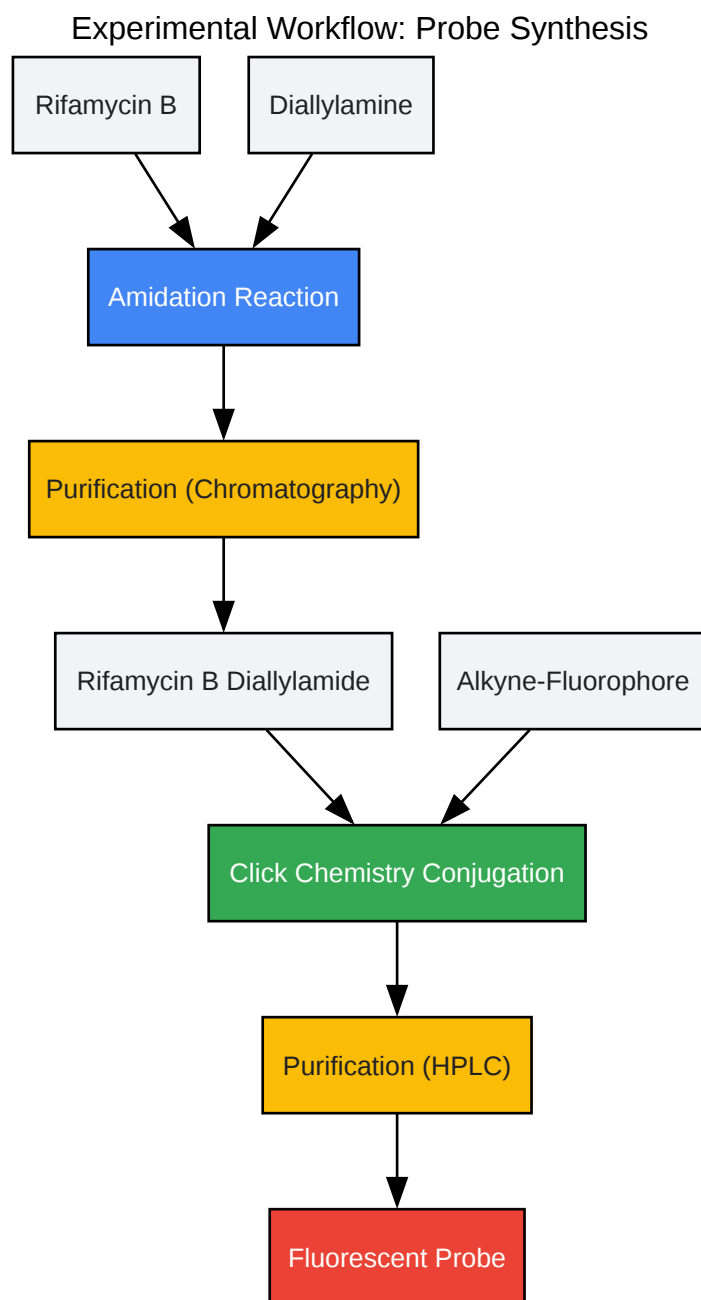 Experimental Workflow: Probe Synthesis
Rifamycin B
Diallylamine
Amidation Reaction
Purification (Chromatography)
Rifamycin B Diallylamide
Alkyne-Fluorophore
Click Chemistry Conjugation
Purification (HPLC)
Fluorescent Probe